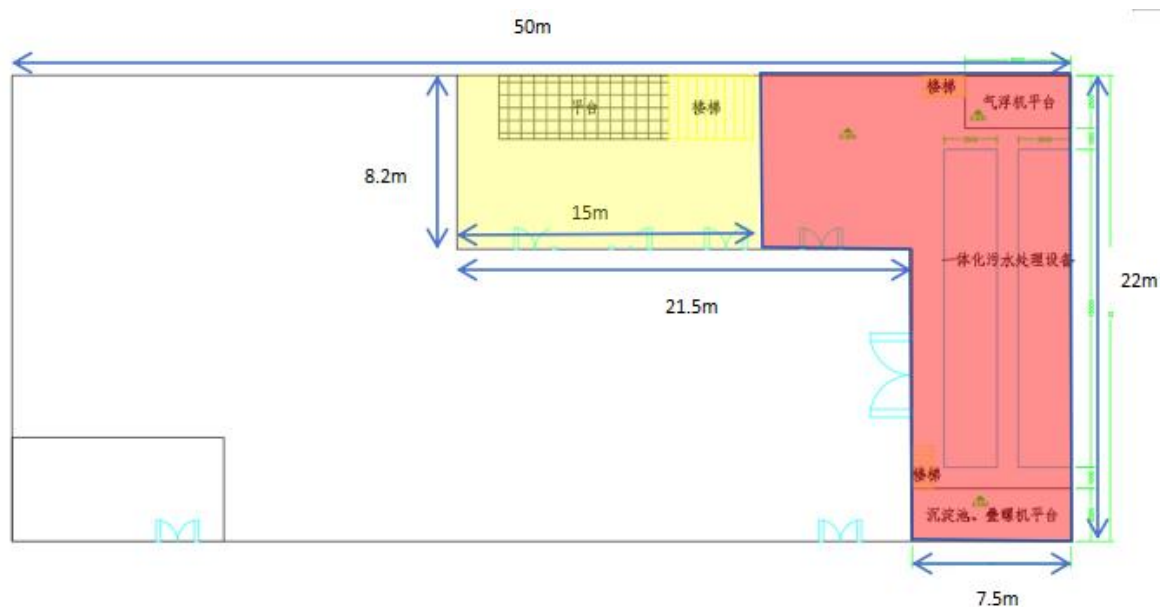 50m
楼梯
气浮机平台
平台
楼梯
8.2m
15m
一体化污水处理设备
22m
21.5m
楼梯
沉淀池、叠螺机平台
7.5m